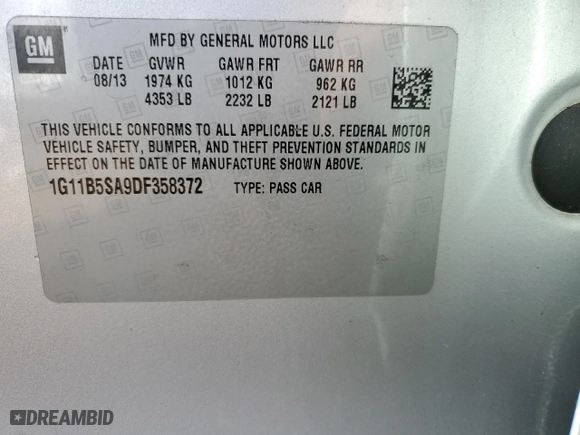 GM
MFD BY GENERAL MOTORS LLC
DATE GVWR GAWR FRT GAWR RR
08/13 1974 KG 1012 KG 962 KG
4353 LB 2232 LB 2121 LB
THIS VEHICLE CONFORMS TO ALL APPLICABLE U.S. FEDERAL MOTOR
VEHICLE SAFETY, BUMPER, AND THEFT PREVENTION STANDARDS IN
EFFECT ON THE DATE OF MANUFACTURE SHOWN ABOVE.
1G11B5SA9DF358372 TYPE: PASS CAR
DREAMBID